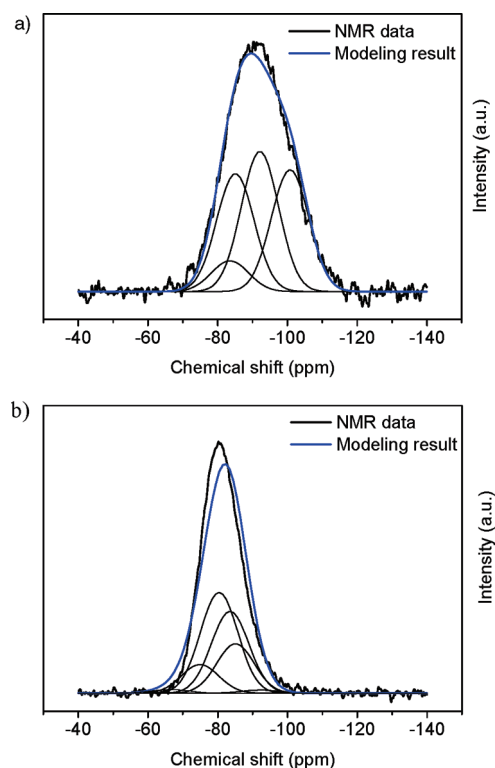 a)
NMR data
Modeling result
Intensity (a.u.)
-40 -60 -80 -100 -120 -140
Chemical shift (ppm)
b)
NMR data
Modeling result
Intensity (a.u.)
-40 -60 -80 -100 -120 -140
Chemical shift (ppm)